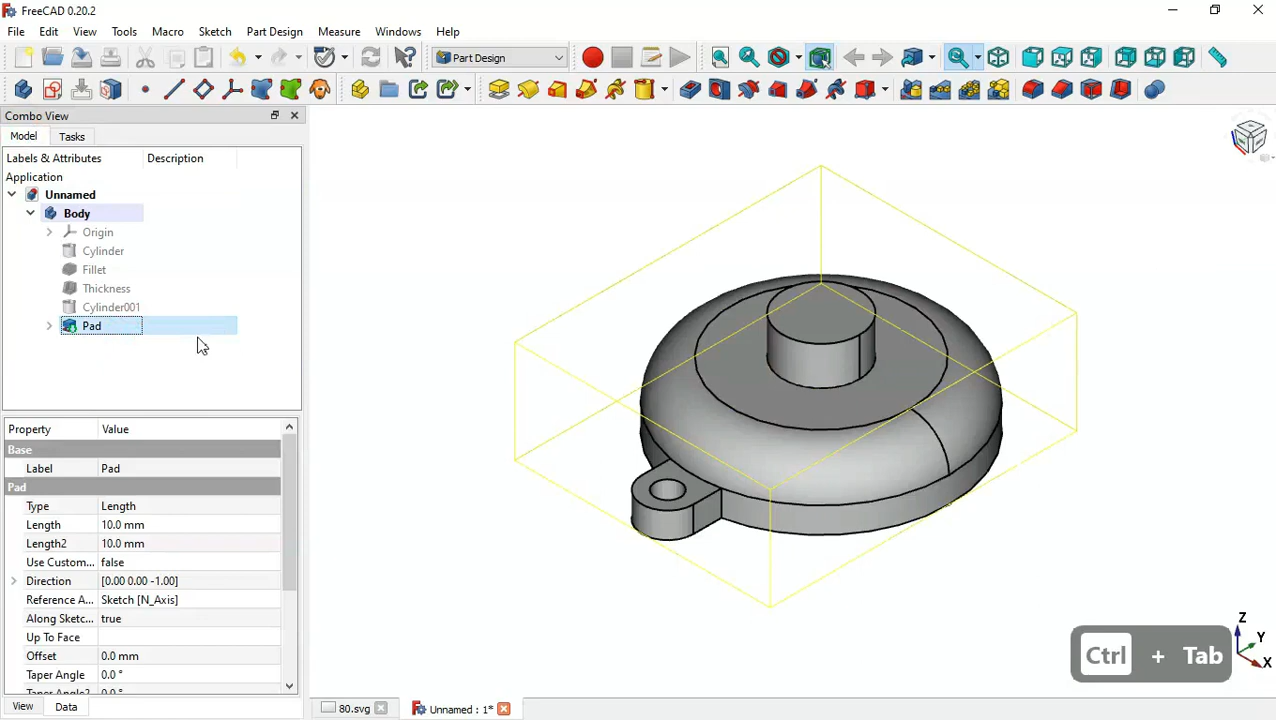 FreeCAD 0.20.2
File Edit View Tools Macro Sketch Part Design Measure Windows Help
Part Design
Combo View
Model Tasks
Labels & Attributes Description
Application
Unnamed
Body
Origin
Cylinder
Fillet
Thickness
Cylinder001
Pad
Property Value
Base
Label Pad
Pad
Type Length
Length 10.0 mm
Length2 10.0 mm
Use Custom... false
Direction [0.00 0.00 -1.00]
Reference A... Sketch [N_Axis]
Along Sketc... true
Up To Face
Offset 0.0 mm
Taper Angle 0.0 °
Taper Angle2 0.0 °
View Data
80.svg Unnamed : 1*
Ctrl + Tab
Z
Y
X